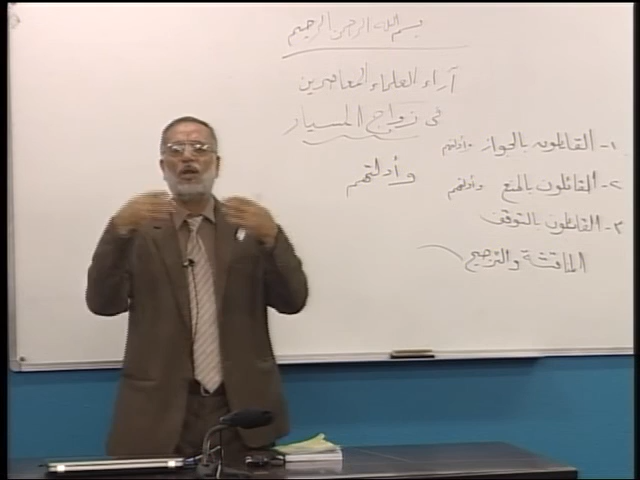 بسم الله الرحمن الرحيم
آراء العلماء المعاصرين
في زواج المسيار
وأدلتهم
١- القائلون بالجواز وأدلتهم
٢- القائلون بالمنع وأدلتهم
٣- القائلون بالتوقف
المناقشة والترجيح